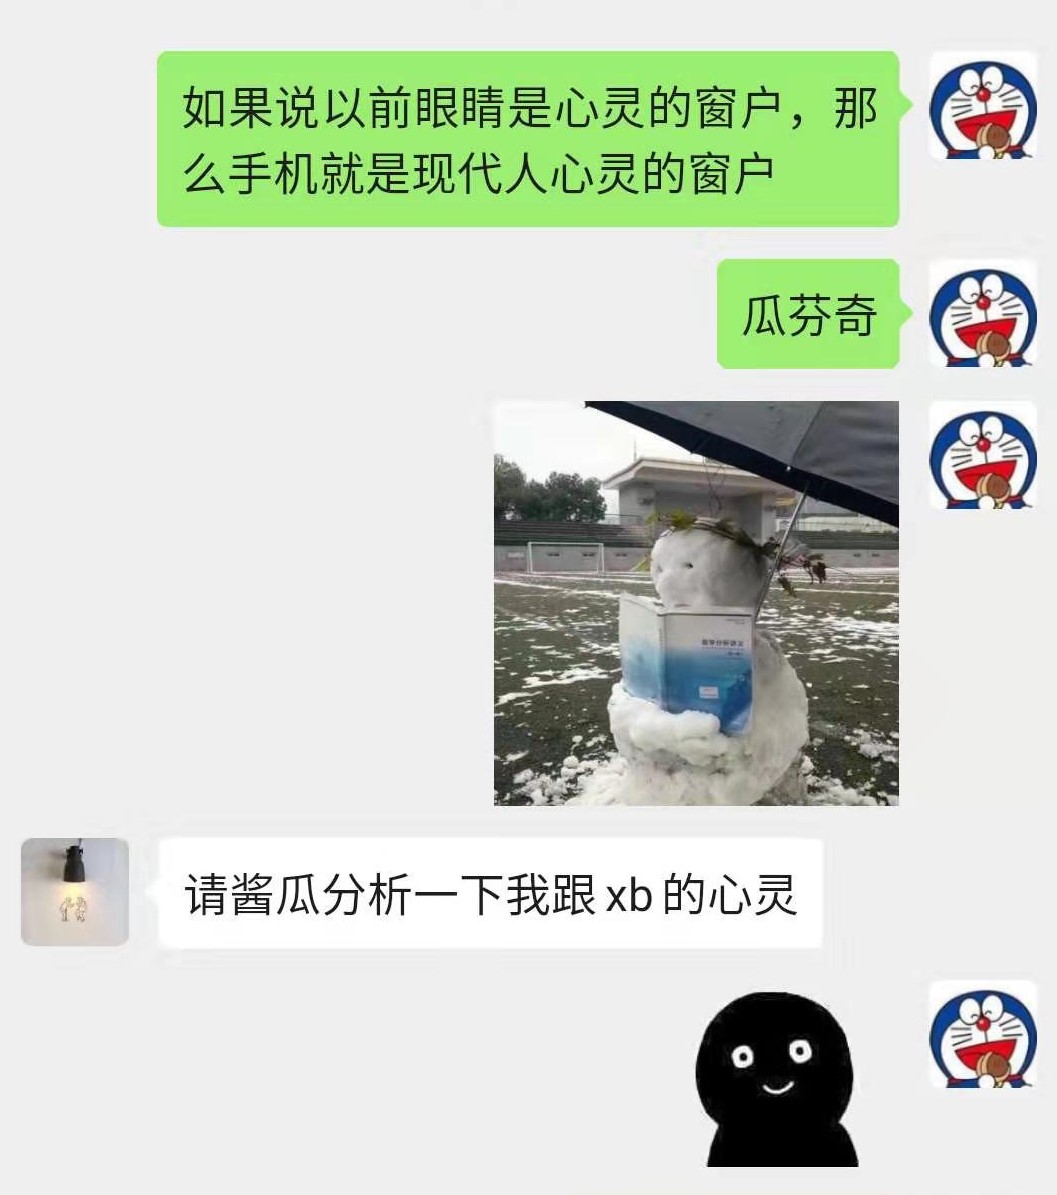 如果说以前眼睛是心灵的窗户，那
么手机就是现代人心灵的窗户
瓜芬奇
请酱瓜分析一下我跟 xb 的心灵